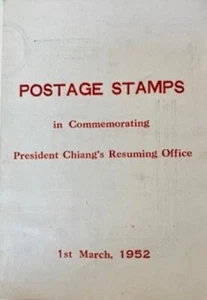 POSTAGE STAMPS
in Commemorating
President Chiang's Resuming Office
1st March, 1952